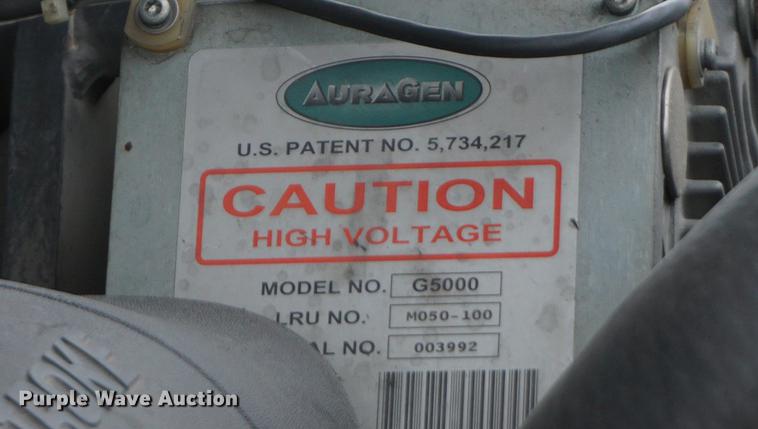 AURAGEN
U.S. PATENT NO. 5,734,217
CAUTION
HIGH VOLTAGE
MODEL NO. G5000
LRU NO. M050-100
AL NO. 003992
Purple Wave Auction